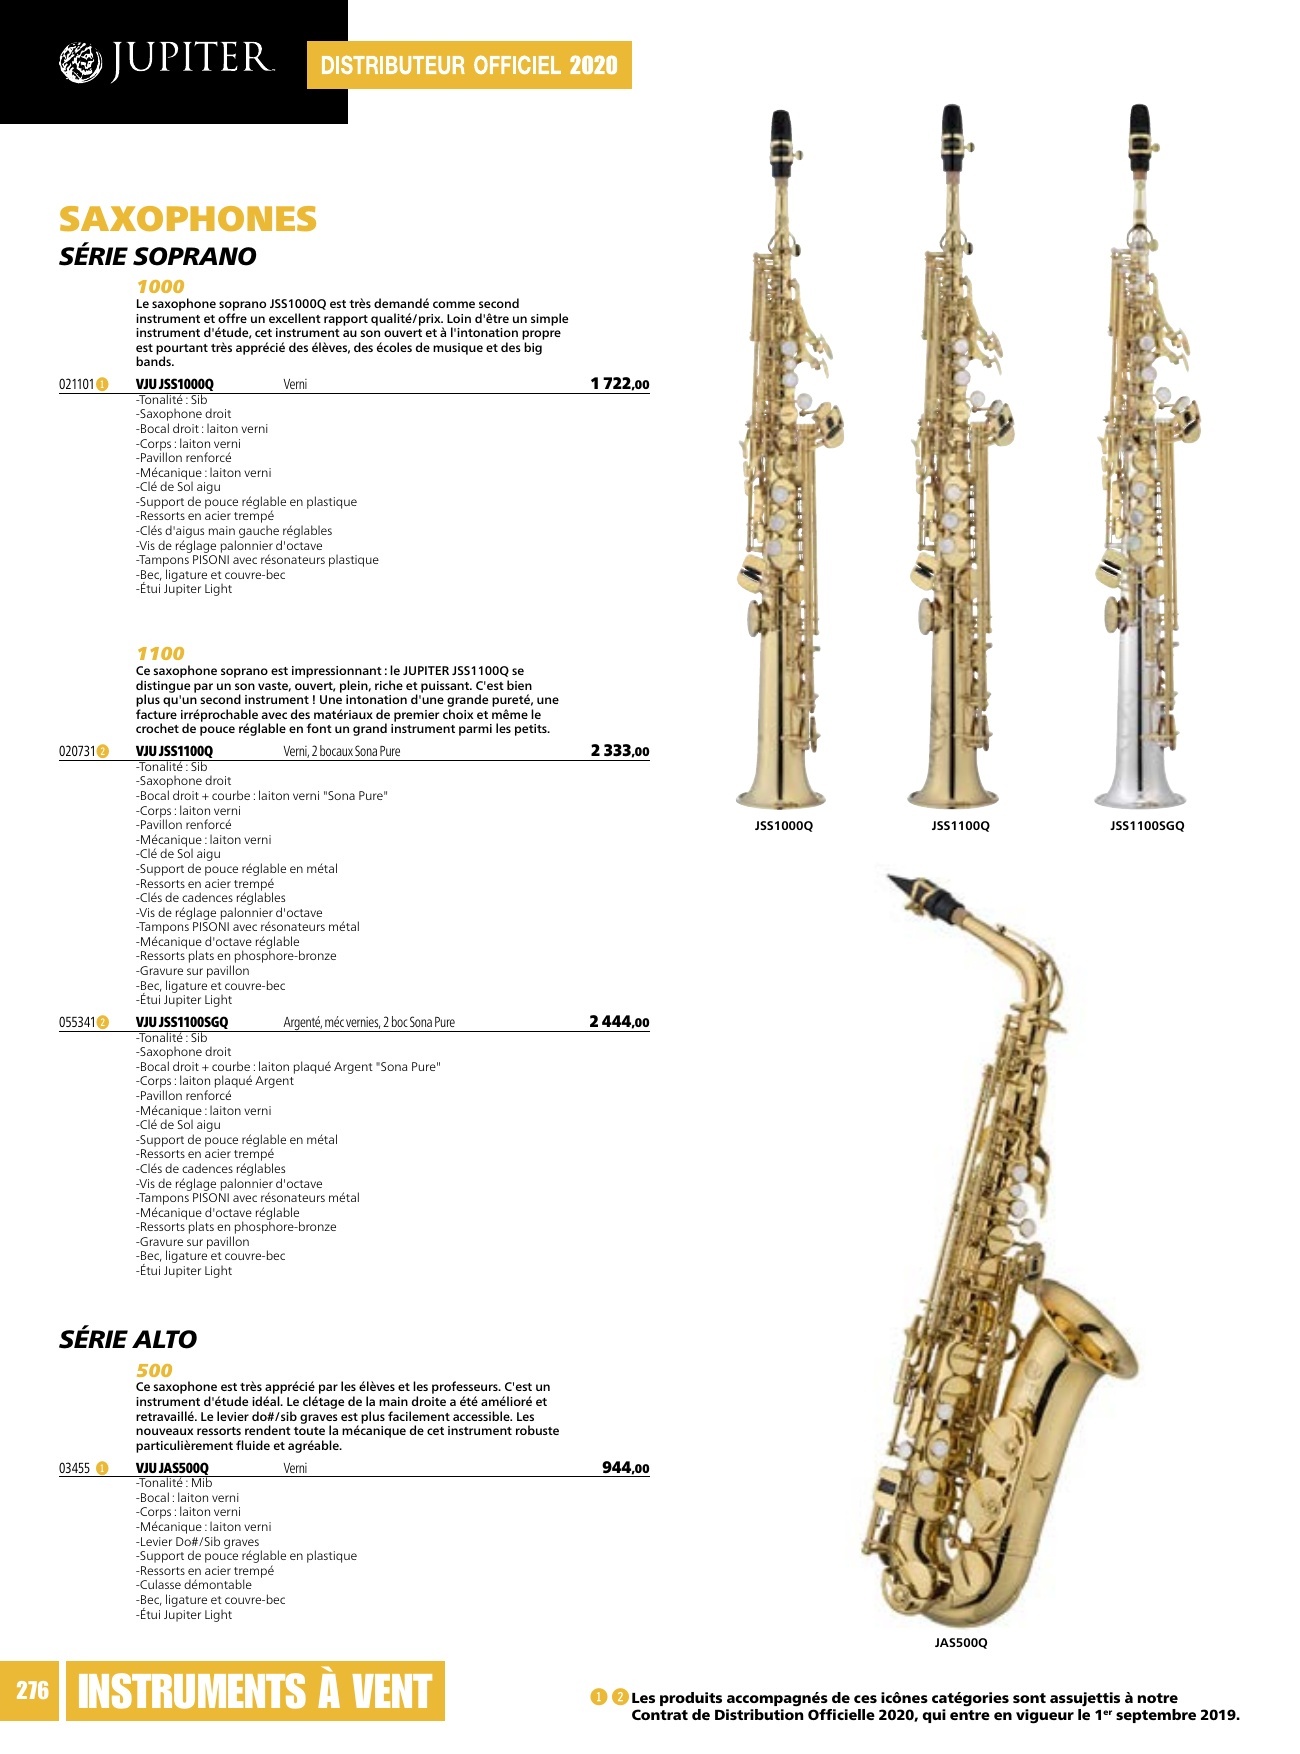 JUPITER
DISTRIBUTEUR OFFICIEL 2020
SAXOPHONES
SÉRIE SOPRANO
1000
Le saxophone soprano JSS1000Q est très demandé comme second
instrument et offre un excellent rapport qualité/prix. Loin d'être un simple
instrument d'étude, cet instrument au son ouvert et à l'intonation propre
est pourtant très apprécié des élèves, des écoles de musique et des big
bands.
021101 1 VJU JSS1000Q Verni 1 722,00
-Tonalité : Sib
-Saxophone droit
-Bocal droit : laiton verni
-Corps : laiton verni
-Pavillon renforcé
-Mécanique : laiton verni
-Clé de Sol aigu
-Support de pouce réglable en plastique
-Ressorts en acier trempé
-Clés d'aigus main gauche réglables
-Vis de réglage palonnier d'octave
-Tampons PISONI avec résonateurs plastique
-Bec, ligature et couvre-bec
-Étui Jupiter Light
1100
Ce saxophone soprano est impressionnant : le JUPITER JSS1100Q se
distingue par un son vaste, ouvert, plein, riche et puissant. C'est bien
plus qu'un second instrument ! Une intonation d'une grande pureté, une
facture irréprochable avec des matériaux de premier choix et même le
crochet de pouce réglable en font un grand instrument parmi les petits.
020731 2 VJU JSS1100Q Verni, 2 bocaux Sona Pure 2 333,00
-Tonalité : Sib
-Saxophone droit
-Bocal droit + courbe : laiton verni "Sona Pure"
-Corps : laiton verni
-Pavillon renforcé
-Mécanique : laiton verni
-Clé de Sol aigu
-Support de pouce réglable en métal
-Ressorts en acier trempé
-Clés de cadences réglables
-Vis de réglage palonnier d'octave
-Tampons PISONI avec résonateurs métal
-Mécanique d'octave réglable
-Ressorts plats en phosphore-bronze
-Gravure sur pavillon
-Bec, ligature et couvre-bec
-Étui Jupiter Light
055341 2 VJU JSS1100SGQ Argenté, méc vernies, 2 boc Sona Pure 2 444,00
-Tonalité : Sib
-Saxophone droit
-Bocal droit + courbe : laiton plaqué Argent "Sona Pure"
-Corps : laiton plaqué Argent
-Pavillon renforcé
-Mécanique : laiton verni
-Clé de Sol aigu
-Support de pouce réglable en métal
-Ressorts en acier trempé
-Clés de cadences réglables
-Vis de réglage palonnier d'octave
-Tampons PISONI avec résonateurs métal
-Mécanique d'octave réglable
-Ressorts plats en phosphore-bronze
-Gravure sur pavillon
-Bec, ligature et couvre-bec
-Étui Jupiter Light
SÉRIE ALTO
500
Ce saxophone est très apprécié par les élèves et les professeurs. C'est un
instrument d'étude idéal. Le clétage de la main droite a été amélioré et
retravaillé. Le levier do#/sib graves est plus facilement accessible. Les
nouveaux ressorts rendent toute la mécanique de cet instrument robuste
particulièrement fluide et agréable.
03455 1 VJU JAS500Q Verni 944,00
-Tonalité : Mib
-Bocal : laiton verni
-Corps : laiton verni
-Mécanique : laiton verni
-Levier Do#/Sib graves
-Support de pouce réglable en plastique
-Ressorts en acier trempé
-Culasse démontable
-Bec, ligature et couvre-bec
-Étui Jupiter Light
JSS1000Q JSS1100Q JSS1100SGQ
JAS500Q
276 INSTRUMENTS À VENT
1 2 Les produits accompagnés de ces icônes catégories sont assujettis à notre
Contrat de Distribution Officielle 2020, qui entre en vigueur le 1er septembre 2019.